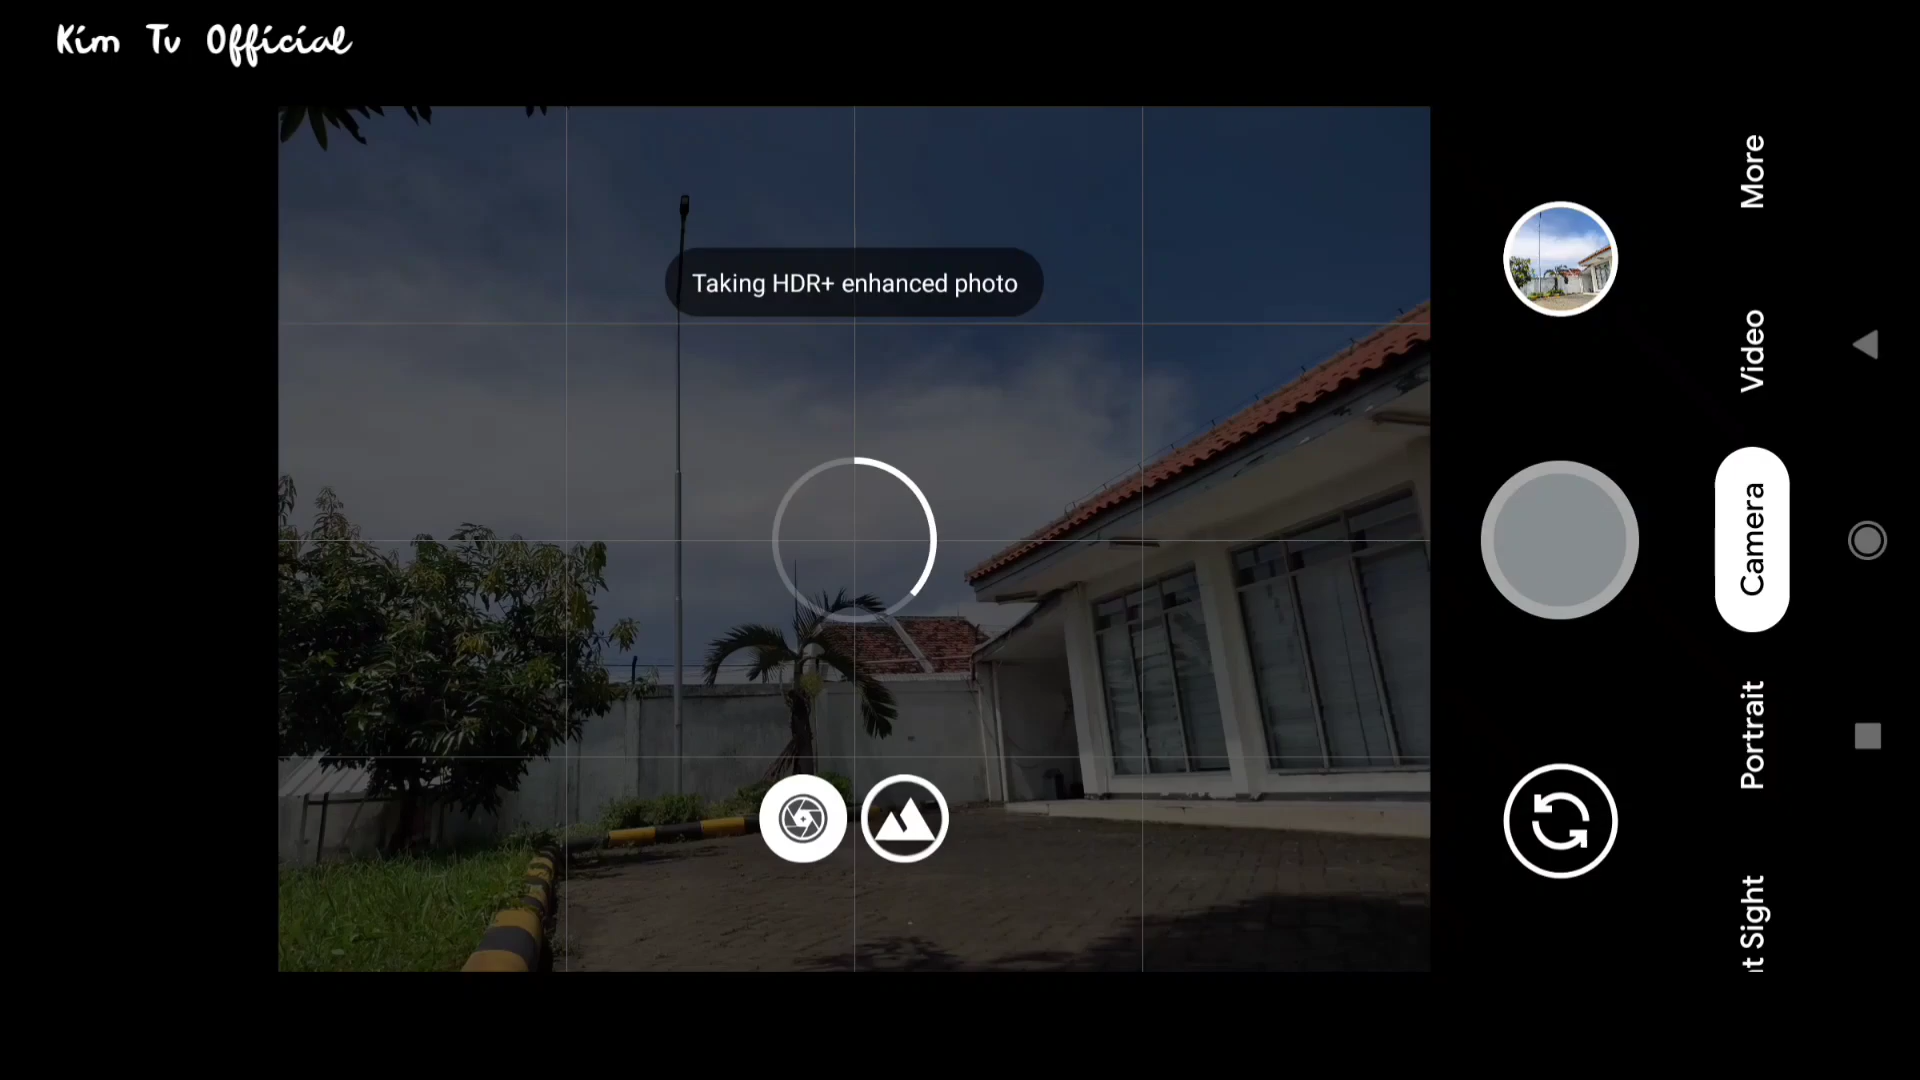 Kim Tv Official
Taking HDR+ enhanced photo
More
Video
Camera
Portrait
t Sight